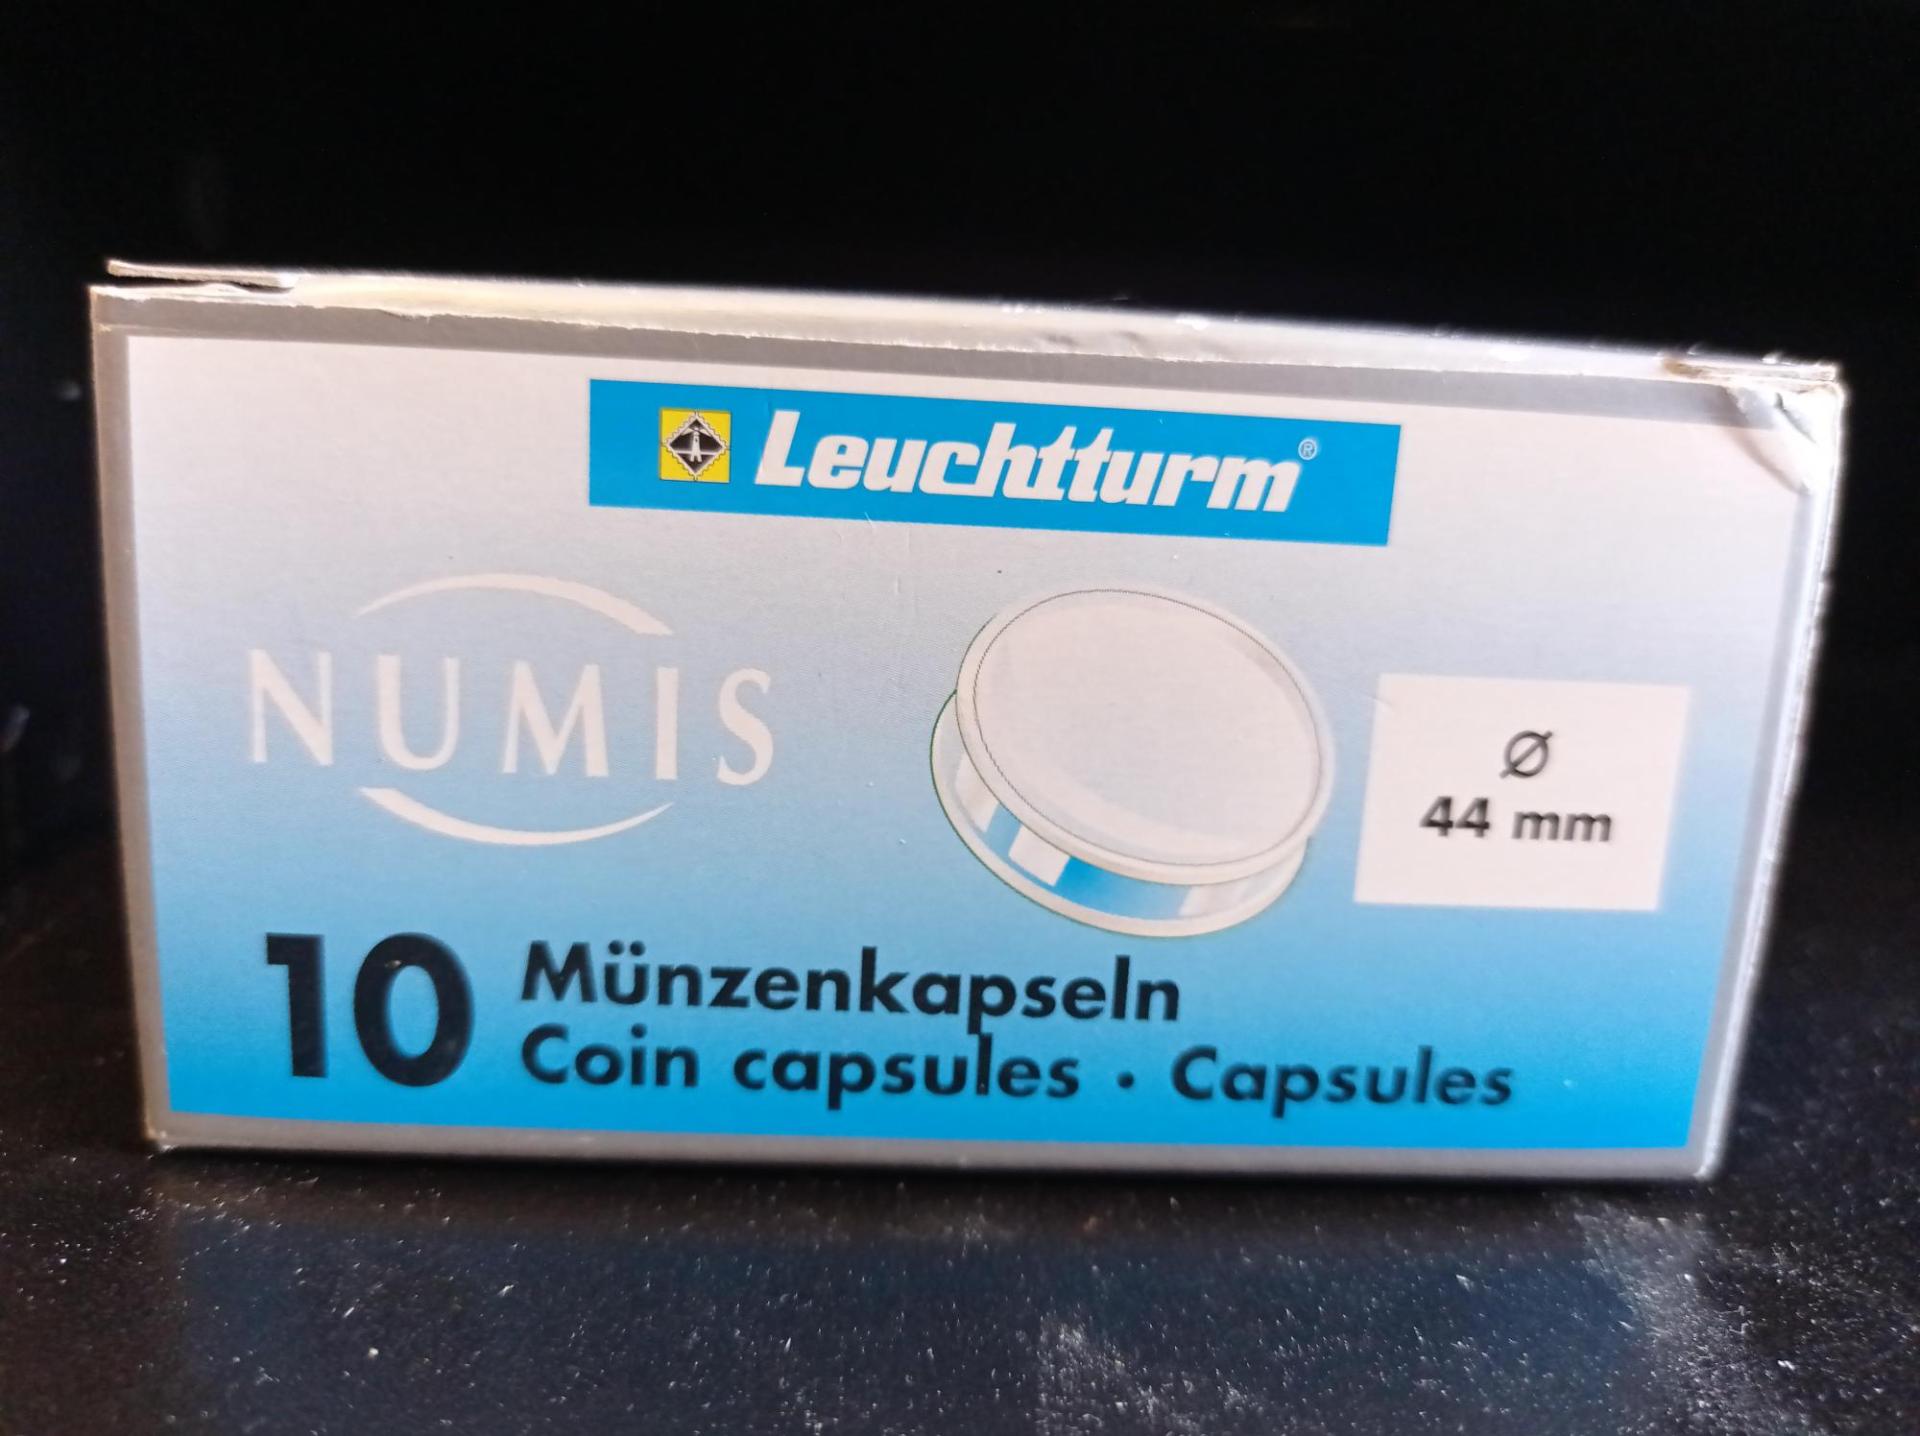 Leuchtturm®
NUMIS
Ø
44 mm
10 Münzenkapseln
Coin capsules • Capsules